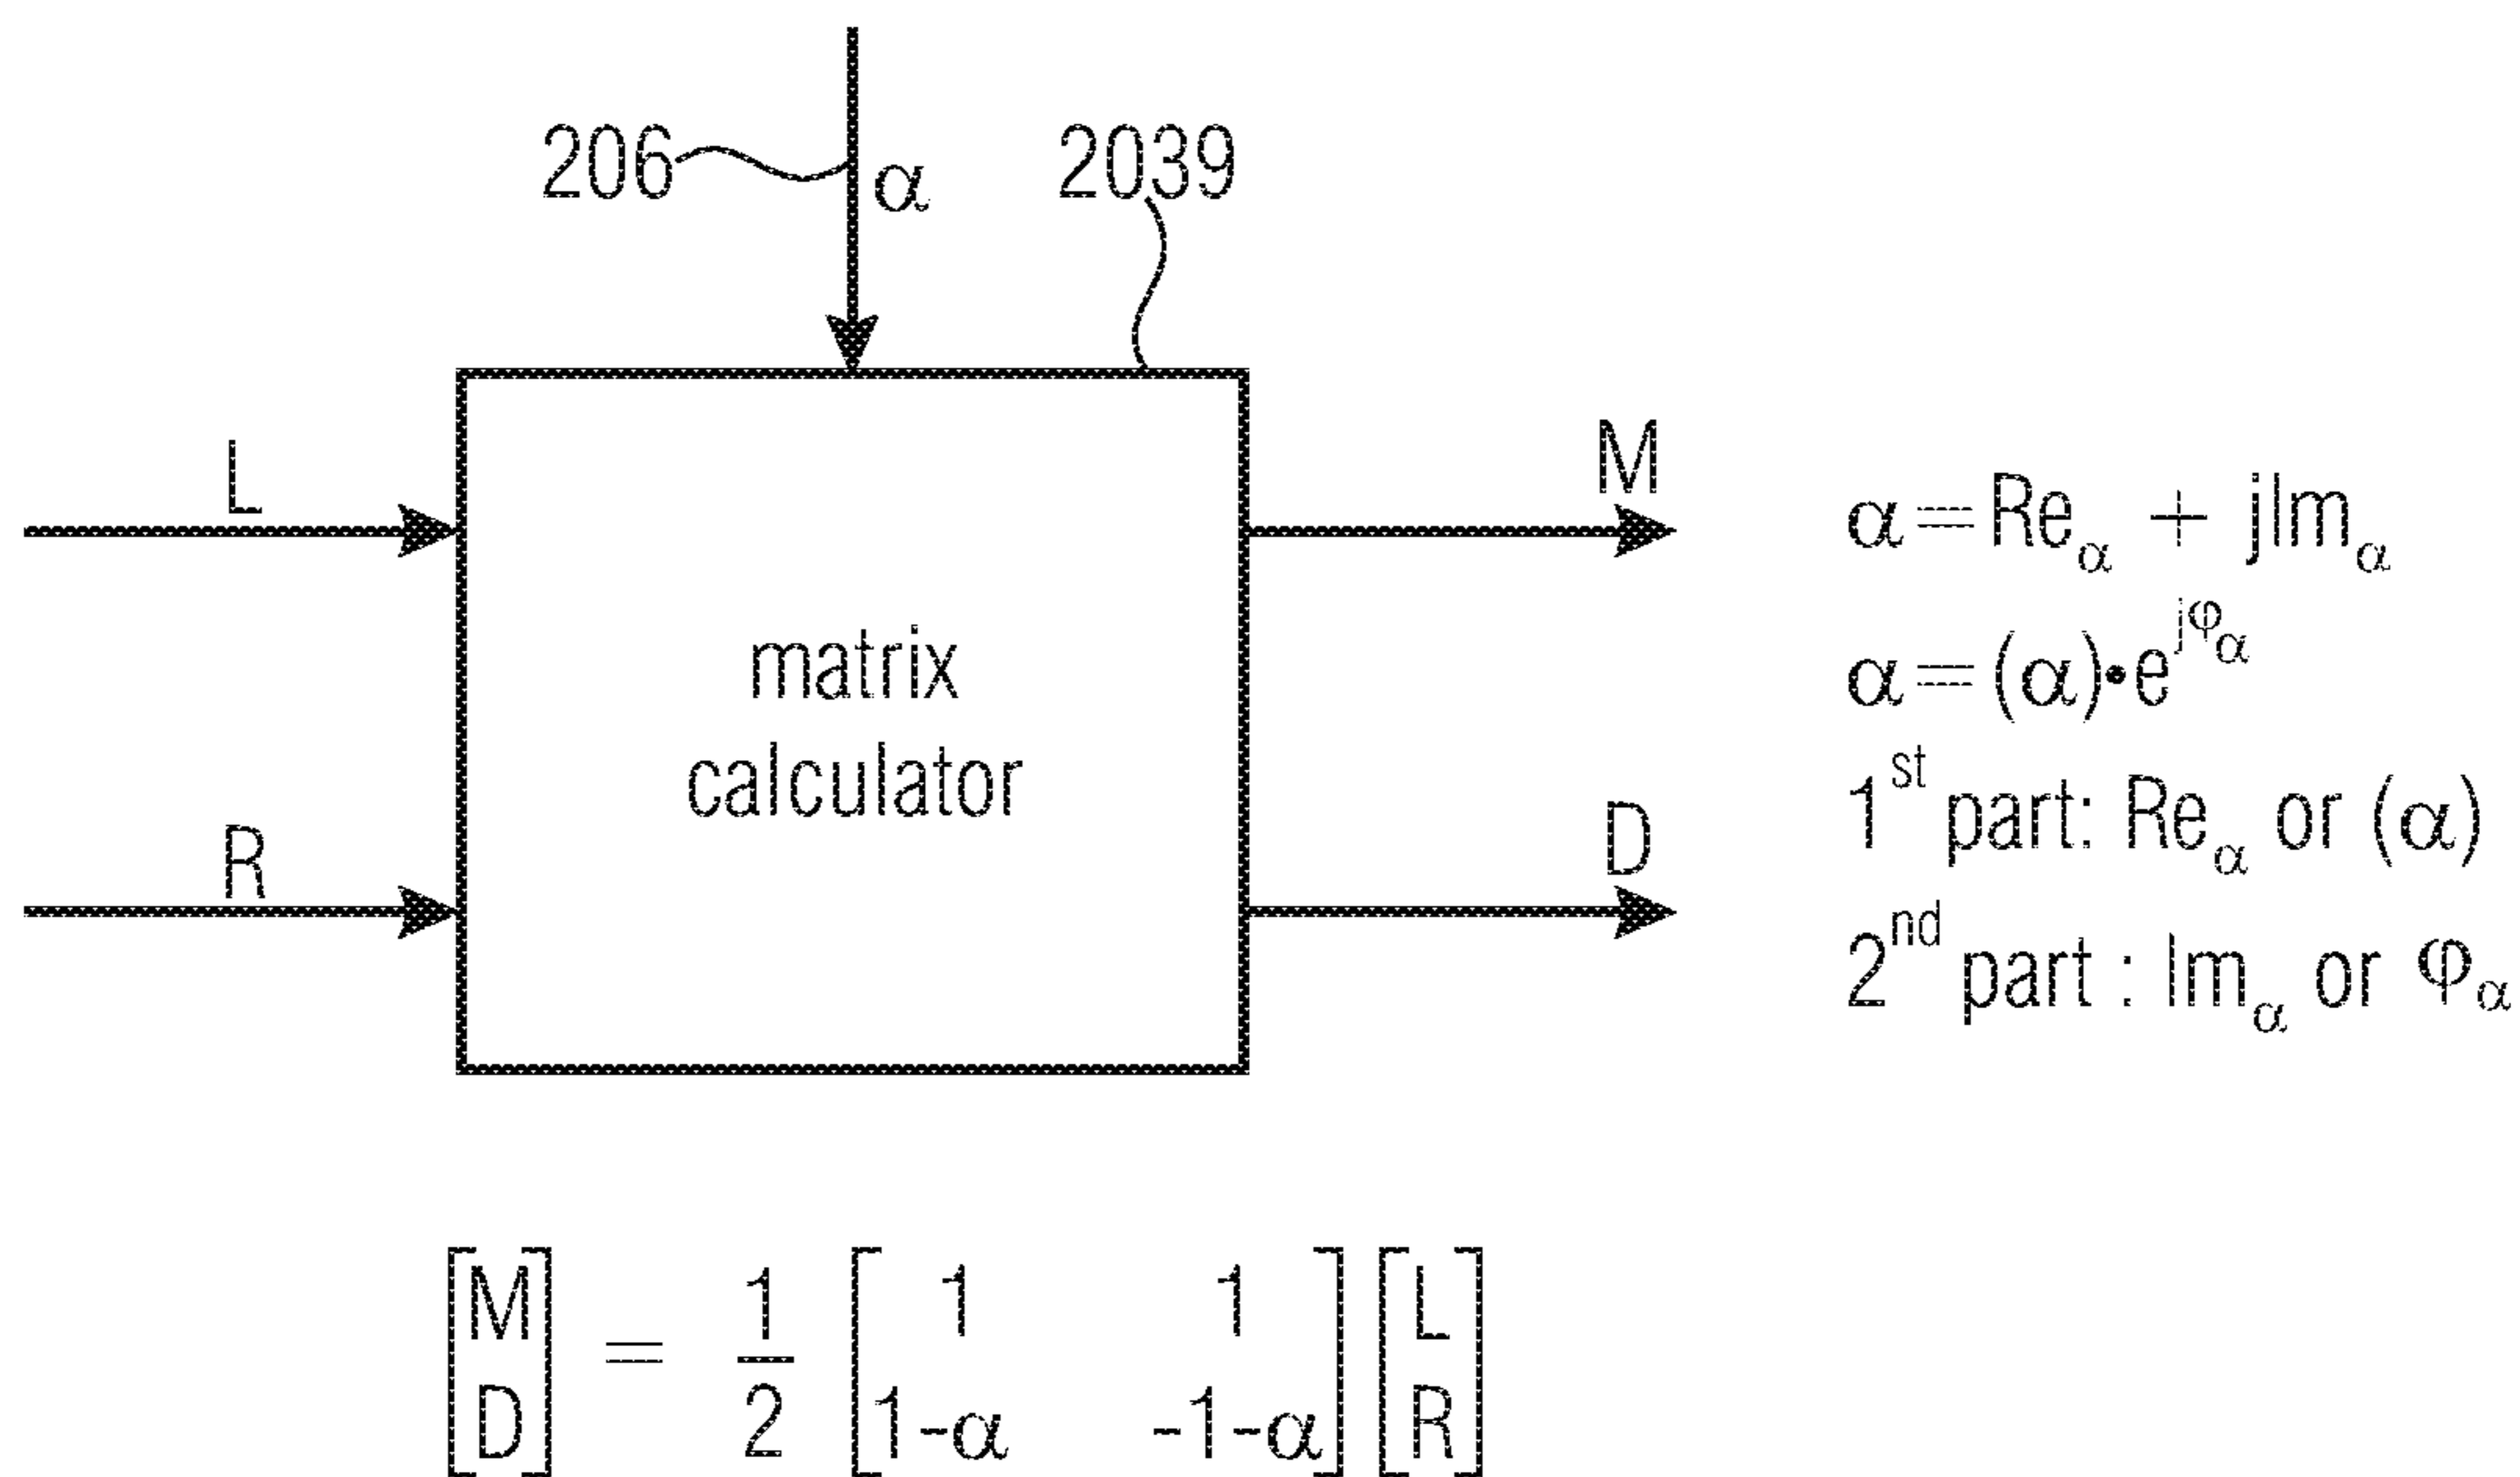 206 α 2039
L
M
R
D
matrix
calculator
α = Re_α + jIm_α
α = (α)•e^{jφ_α}
1^{st} part: Re_α or (α)
2^{nd} part : Im_α or φ_α
[M D] = 1/2 [1 1 1-α -1-α] [L R]